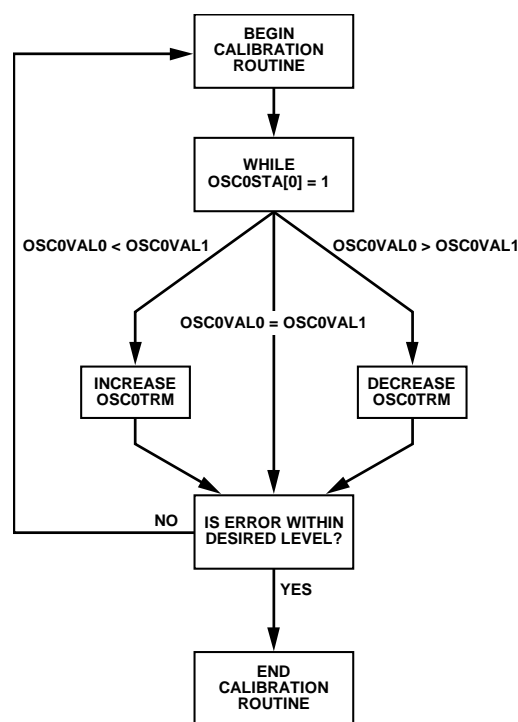 BEGIN
CALIBRATION
ROUTINE
WHILE
OSC0STA[0] = 1
OSC0VAL0 < OSC0VAL1
OSC0VAL0 > OSC0VAL1
OSC0VAL0 = OSC0VAL1
INCREASE
OSC0TRM
DECREASE
OSC0TRM
NO
IS ERROR WITHIN
DESIRED LEVEL?
YES
END
CALIBRATION
ROUTINE